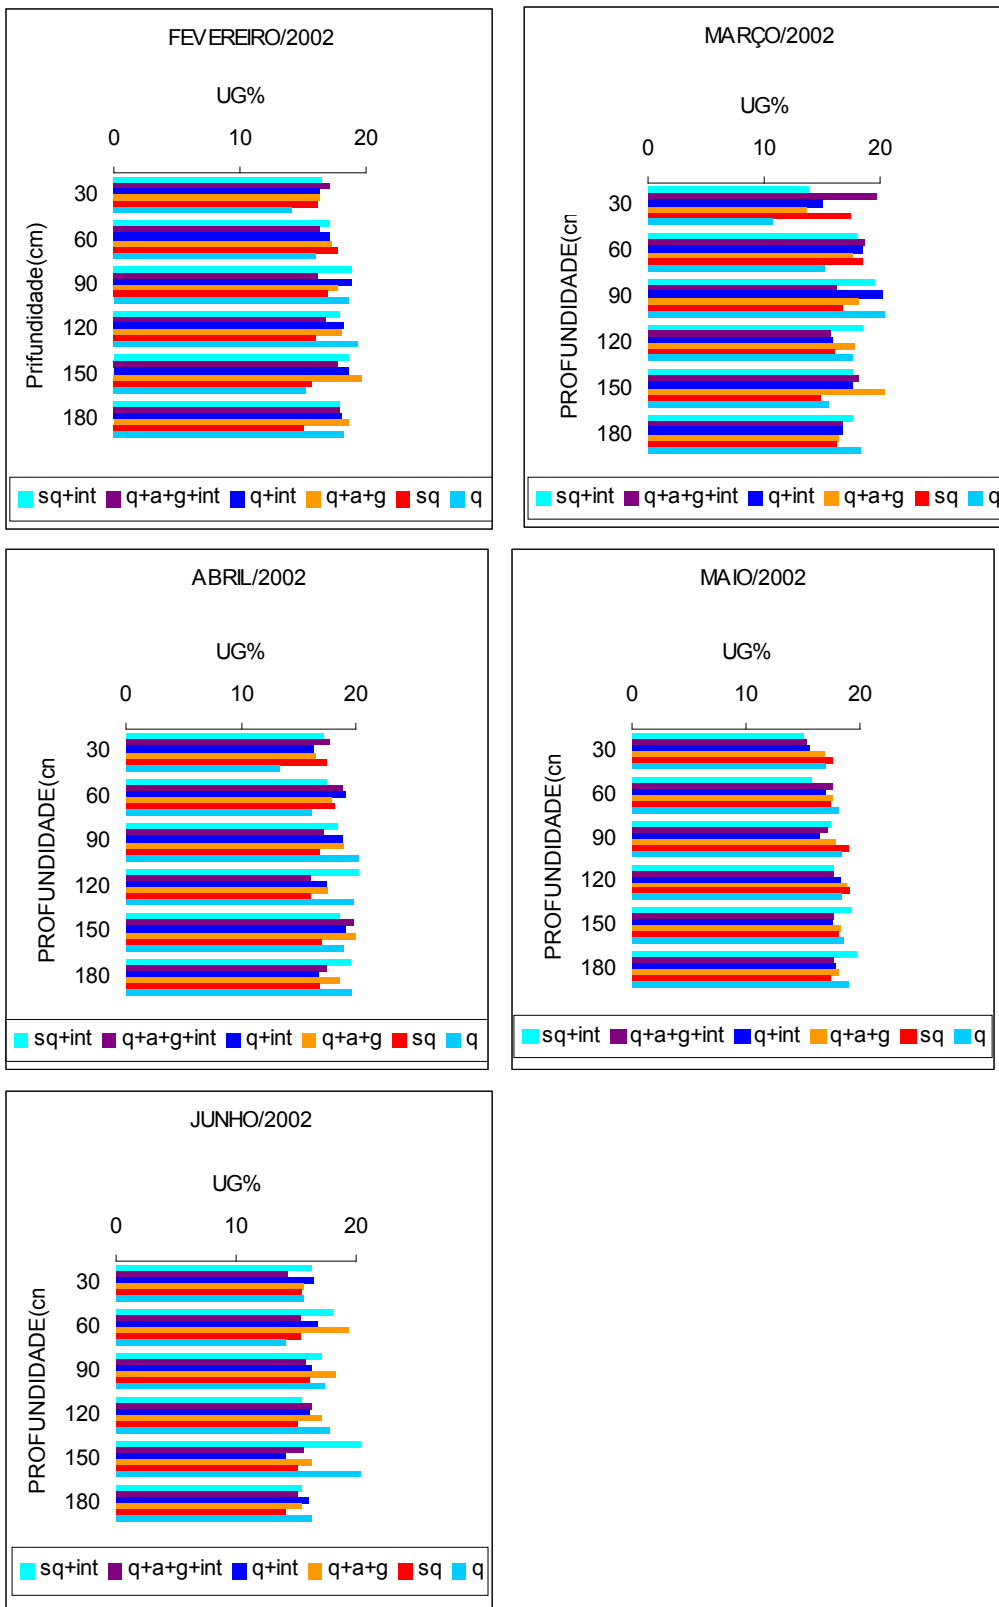 FEVEREIRO/2002
UG%
0 10 20
Prifundidade(cm)
30
60
90
120
150
180
sq+int q+a+g+int q+int q+a+g sq q
MARÇO/2002
UG%
0 10 20
PROFUNDIDADE(cn
30
60
90
120
150
180
sq+int q+a+g+int q+int q+a+g sq q
ABRIL/2002
UG%
0 10 20
PROFUNDIDADE(cn
30
60
90
120
150
180
sq+int q+a+g+int q+int q+a+g sq q
MAIO/2002
UG%
0 10 20
PROFUNDIDADE(cn
30
60
90
120
150
180
sq+int q+a+g+int q+int q+a+g sq q
JUNHO/2002
UG%
0 10 20
PROFUNDIDADE(cn
30
60
90
120
150
180
sq+int q+a+g+int q+int q+a+g sq q